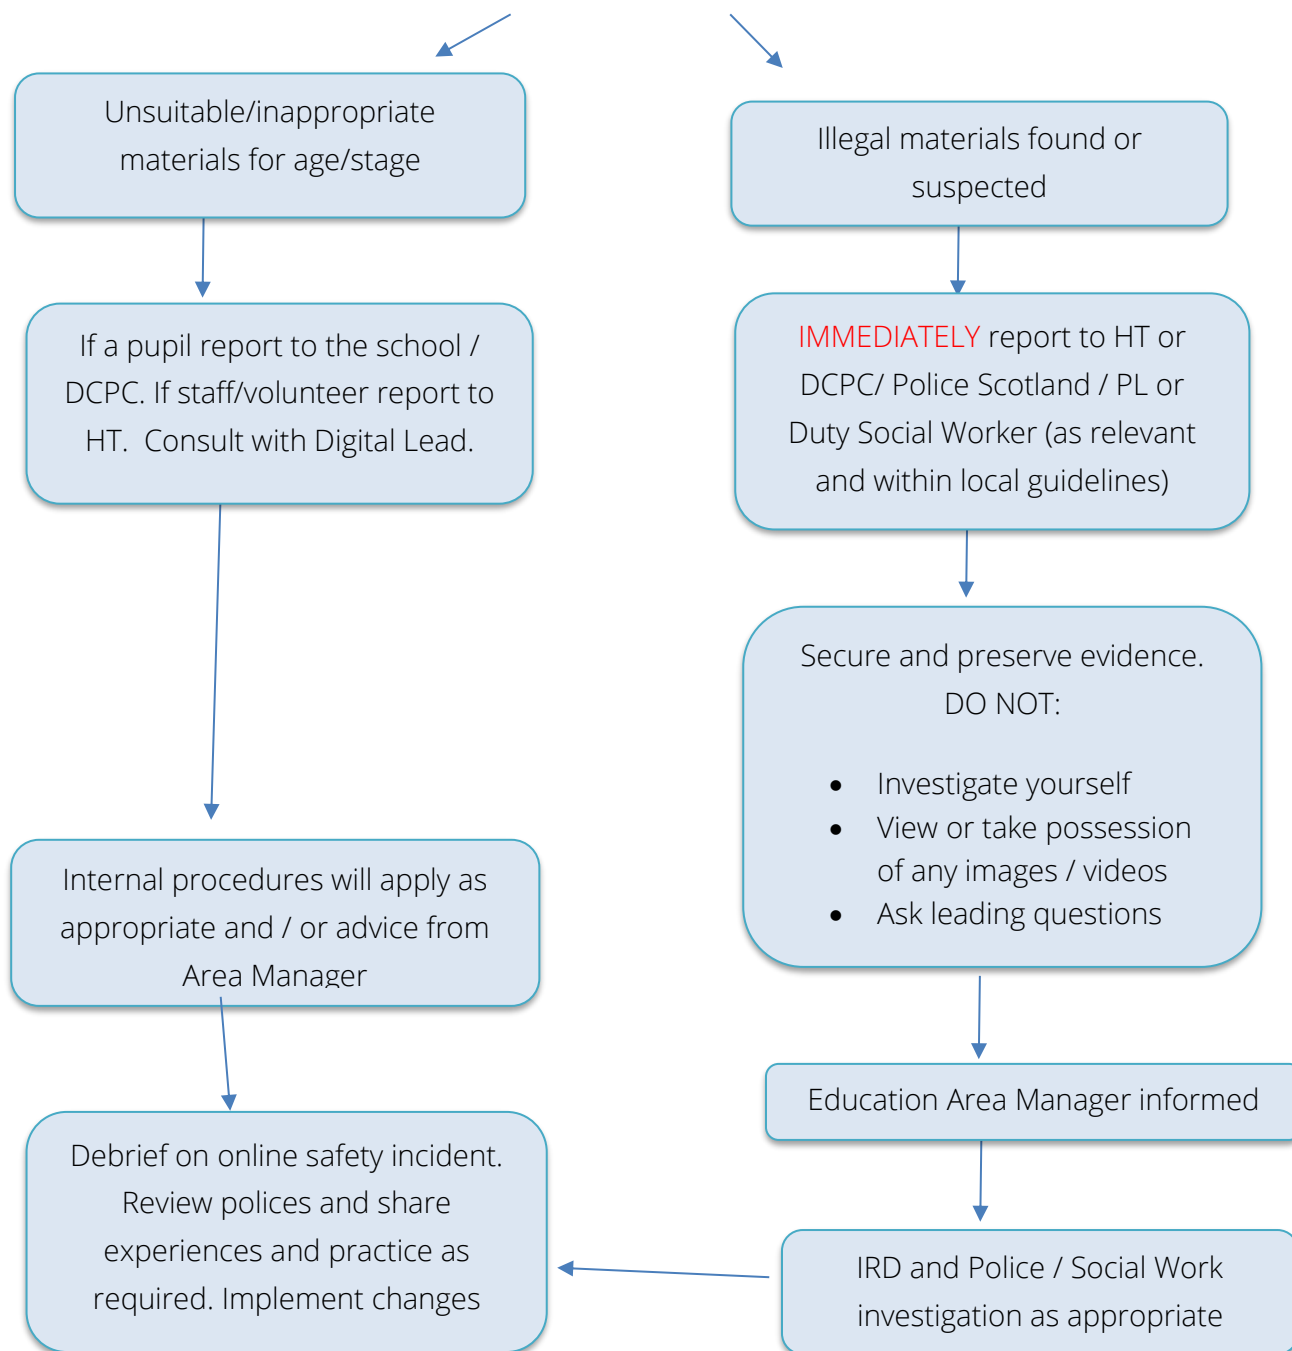 Unsuitable/inappropriate
materials for age/stage
Illegal materials found or
suspected
If a pupil report to the school /
DCPC. If staff/volunteer report to
HT.  Consult with Digital Lead.
IMMEDIATELY report to HT or
DCPC/ Police Scotland / PL or
Duty Social Worker (as relevant
and within local guidelines)
Secure and preserve evidence.
DO NOT:
• Investigate yourself
• View or take possession
of any images / videos
• Ask leading questions
Internal procedures will apply as
appropriate and / or advice from
Area Manager
Education Area Manager informed
Debrief on online safety incident.
Review polices and share
experiences and practice as
required. Implement changes
IRD and Police / Social Work
investigation as appropriate